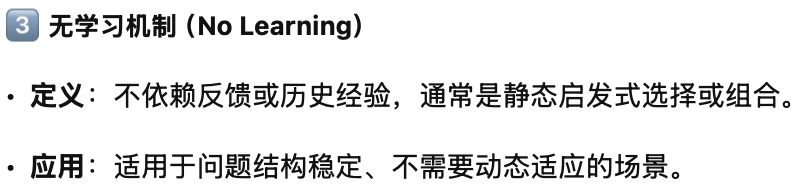 3️⃣ 无学习机制（No Learning）
• 定义：不依赖反馈或历史经验，通常是静态启发式选择或组合。
• 应用：适用于问题结构稳定、不需要动态适应的场景。